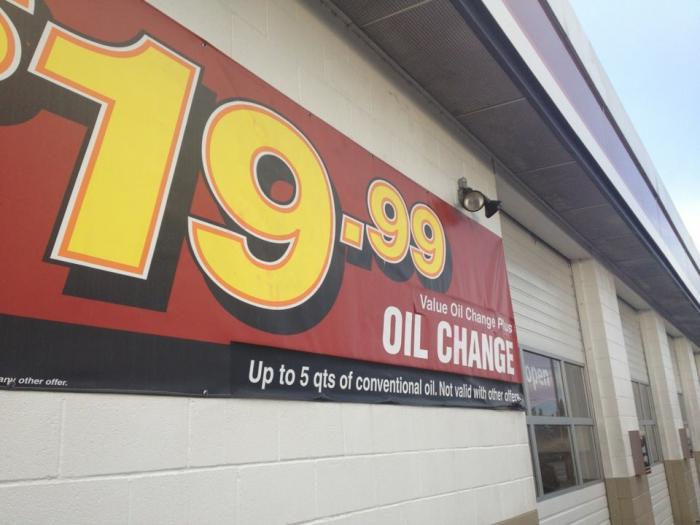 $19.99
Value Oil Change Plus
OIL CHANGE
Up to 5 qts of conventional oil. Not valid with other offers
any other offer.
open